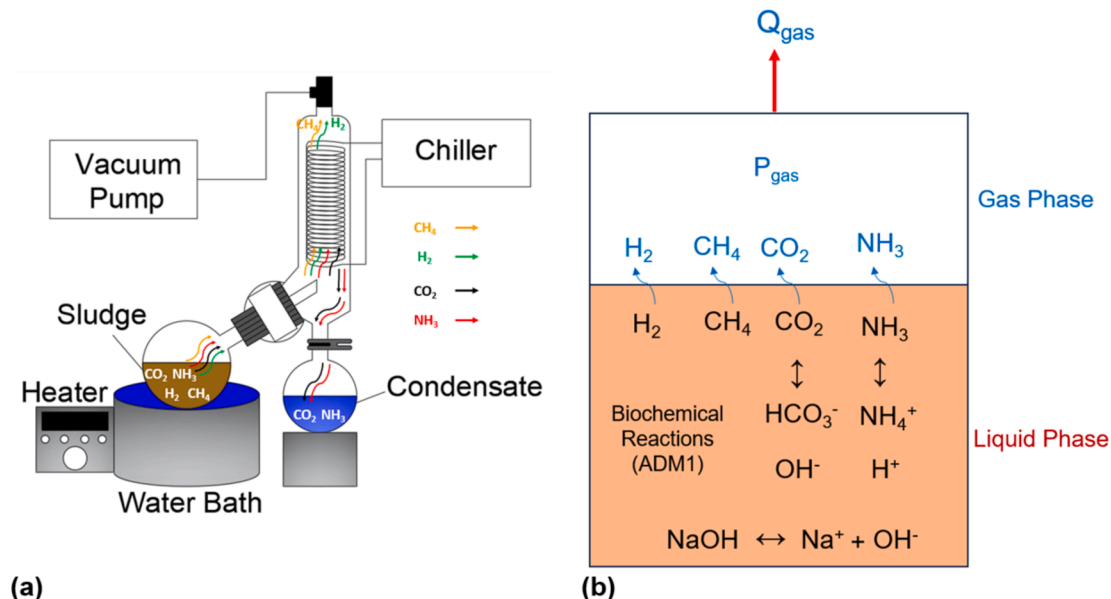 CH₄ H₂
Vacuum
Pump
Chiller
CH₄
H₂
CO₂
NH₃
Sludge
CO₂ NH₃
H₂ CH₄
Heater
Water Bath
Condensate
CO₂ NH₃
(a)
Qgas
Pgas
Gas Phase
H₂ CH₄ CO₂ NH₃
H₂ CH₄ CO₂ NH₃
↔ ↔
Biochemical
Reactions
(ADM1)
HCO₃⁻ NH₄⁺
OH⁻ H⁺
Liquid Phase
NaOH ↔ Na⁺ + OH⁻
(b)